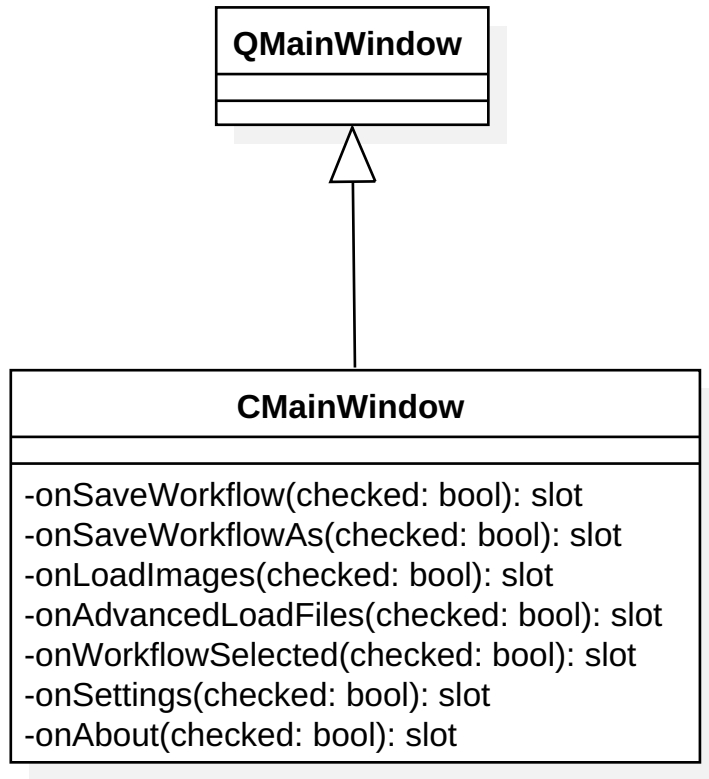 QMainWindow
CMainWindow
-onSaveWorkflow(checked: bool): slot
-onSaveWorkflowAs(checked: bool): slot
-onLoadImages(checked: bool): slot
-onAdvancedLoadFiles(checked: bool): slot
-onWorkflowSelected(checked: bool): slot
-onSettings(checked: bool): slot
-onAbout(checked: bool): slot